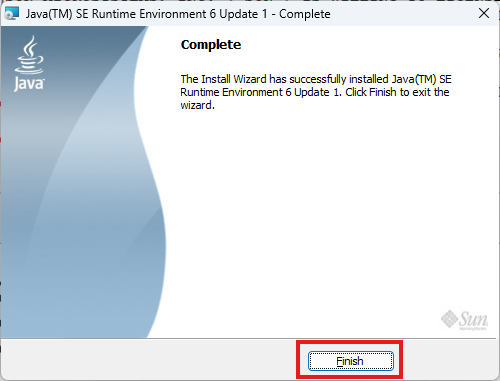 Java(TM) SE Runtime Environment 6 Update 1 - Complete
Java
Complete
The Install Wizard has successfully installed Java(TM) SE
Runtime Environment 6 Update 1. Click Finish to exit the
wizard.
Sun
microsystems
Finish